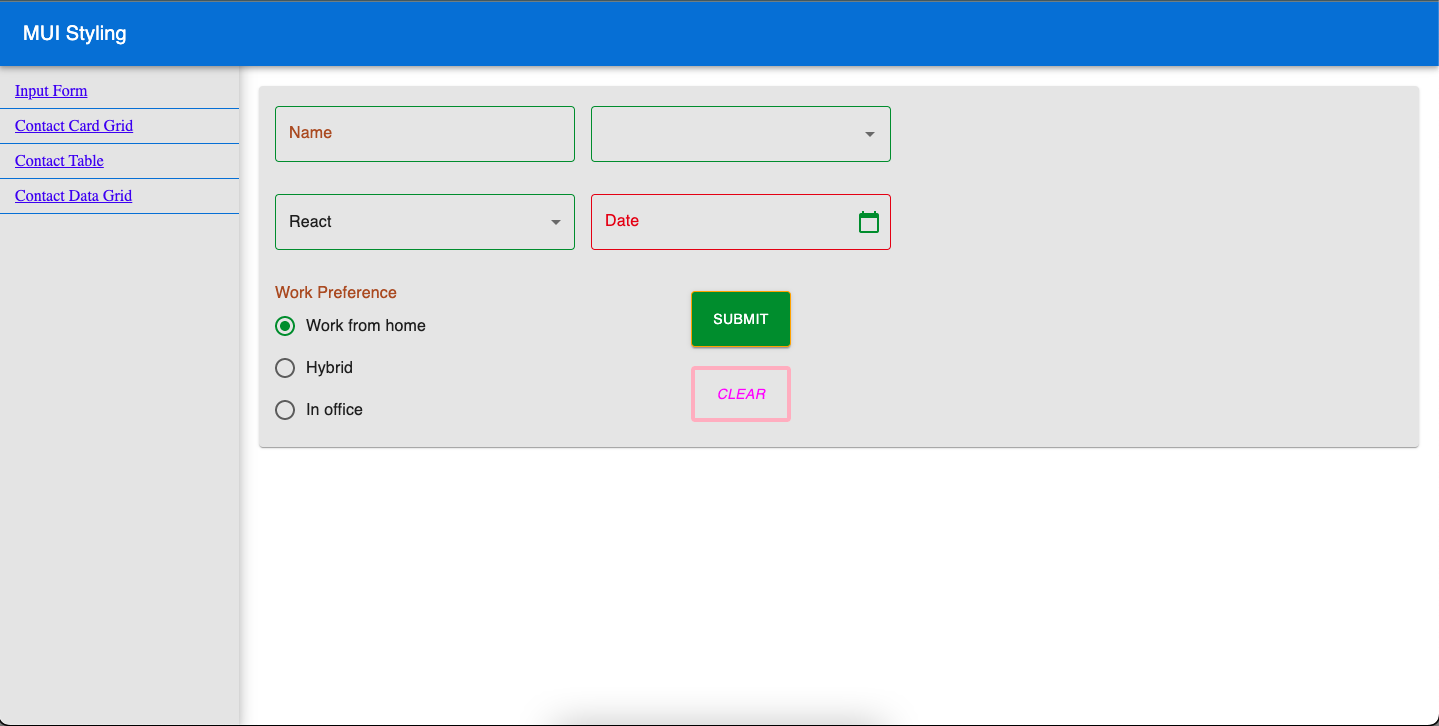 MUI Styling
Input Form
Contact Card Grid
Contact Table
Contact Data Grid
Name
React
Date
Work Preference
Work from home
Hybrid
In office
SUBMIT
CLEAR